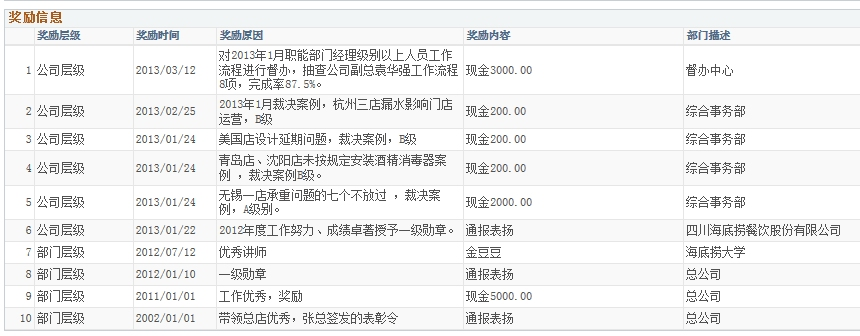 奖励信息
奖励层级 奖励时间 奖励原因 奖励内容 部门描述
1 公司层级 2013/03/12 对2013年1月职能部门经理级别以上人员工作
流程进行督办，抽查公司副总袁华强工作流程
8项，完成率87.5%。 现金3000.00 督办中心
2 公司层级 2013/02/25 2013年1月裁决案例，杭州三店漏水影响门店
运营，B级 现金200.00 综合事务部
3 公司层级 2013/01/24 美国店设计延期问题，裁决案例，B级 现金200.00 综合事务部
4 公司层级 2013/01/24 青岛店、沈阳店未按规定安装酒精消毒器案
例 ，裁决案例B级。 现金200.00 综合事务部
5 公司层级 2013/01/24 无锡一店承重问题的七个不放过 ，裁决案
例，A级别。 现金2000.00 综合事务部
6 公司层级 2013/01/22 2012年度工作努力、成绩卓著授予一级勋章。 通报表扬 四川海底捞餐饮股份有限公司
7 部门层级 2012/07/12 优秀讲师 金豆豆 海底捞大学
8 部门层级 2012/01/10 一级勋章 通报表扬 总公司
9 部门层级 2011/01/01 工作优秀，奖励 现金5000.00 总公司
10 部门层级 2002/01/01 带领总店优秀，张总签发的表彰令 通报表扬 总公司